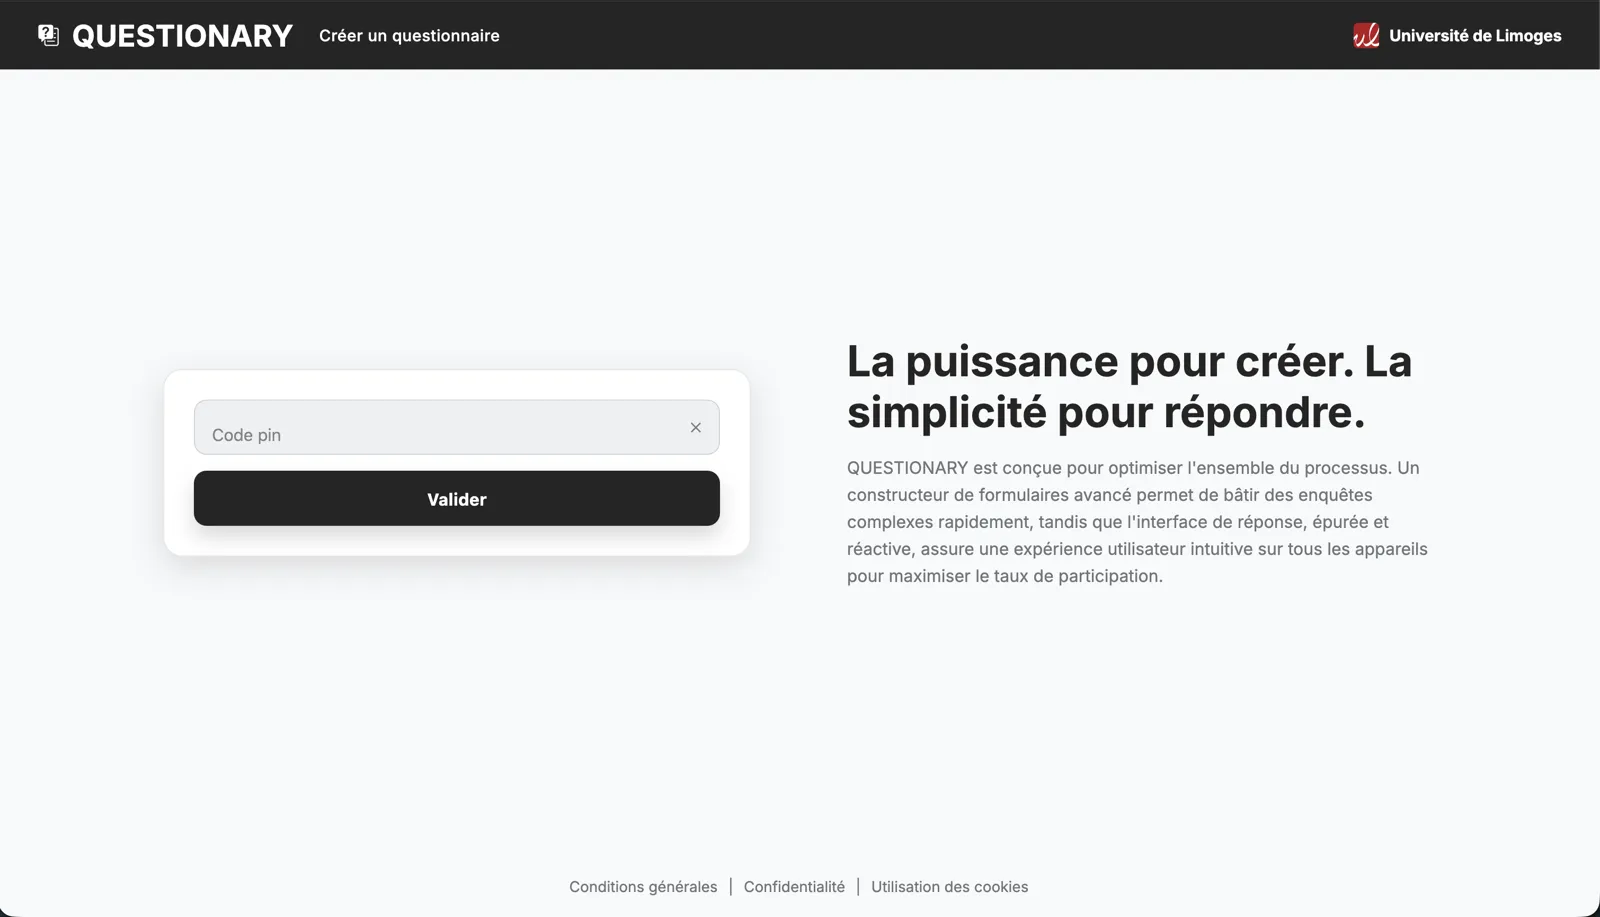 QUESTIONARY
Créer un questionnaire
ul Université de Limoges
Code pin
Valider
La puissance pour créer. La
simplicité pour répondre.
QUESTIONARY est conçue pour optimiser l'ensemble du processus. Un
constructeur de formulaires avancé permet de bâtir des enquêtes
complexes rapidement, tandis que l'interface de réponse, épurée et
réactive, assure une expérience utilisateur intuitive sur tous les appareils
pour maximiser le taux de participation.
Conditions générales | Confidentialité | Utilisation des cookies